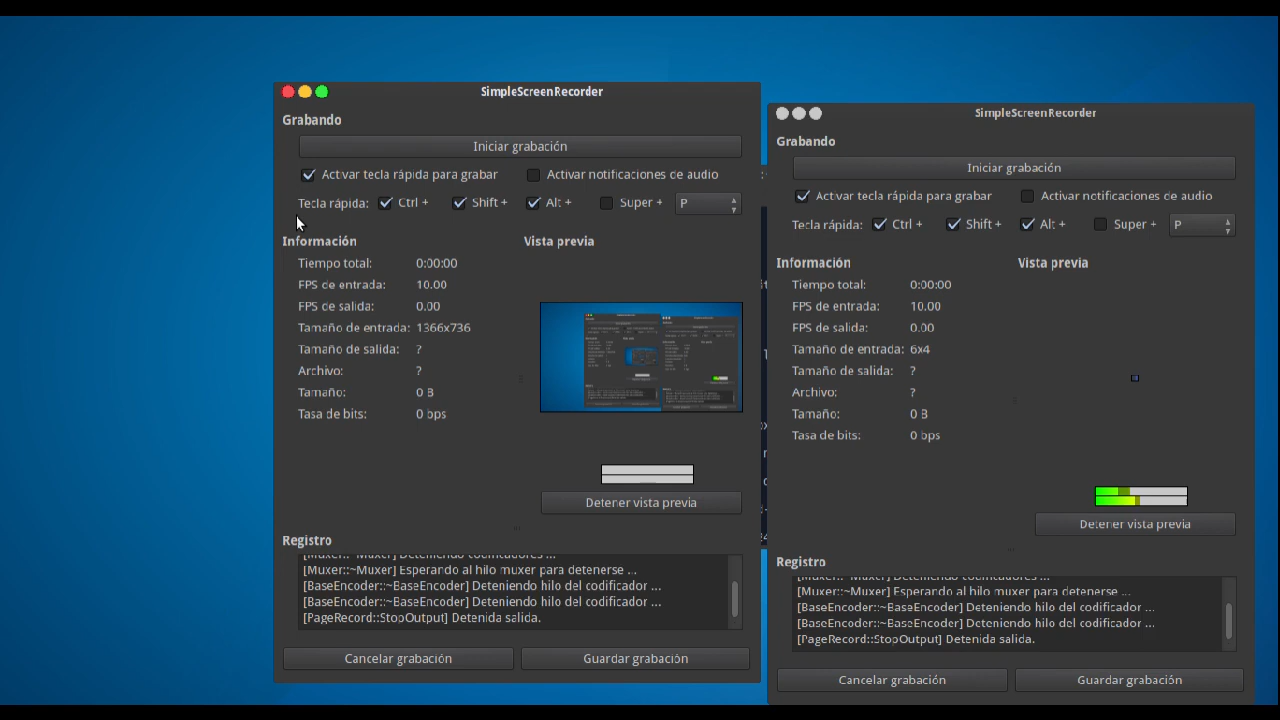 SimpleScreenRecorder
Grabando
Iniciar grabación
Activar tecla rápida para grabar
Activar notificaciones de audio
Tecla rápida: Ctrl + Shift + Alt + Super + P
Información
Vista previa
Tiempo total: 0:00:00
FPS de entrada: 10.00
FPS de salida: 0.00
Tamaño de entrada: 1366x736
Tamaño de salida: ?
Archivo: ?
Tamaño: 0 B
Tasa de bits: 0 bps
Detener vista previa
Registro
[Muxer::~Muxer] Deteniendo codificadores ...
[Muxer::~Muxer] Esperando al hilo muxer para detenerse ...
[BaseEncoder::~BaseEncoder] Deteniendo hilo del codificador ...
[BaseEncoder::~BaseEncoder] Deteniendo hilo del codificador ...
[PageRecord::StopOutput] Detenida salida.
Cancelar grabación
Guardar grabación
SimpleScreenRecorder
Grabando
Iniciar grabación
Activar tecla rápida para grabar
Activar notificaciones de audio
Tecla rápida: Ctrl + Shift + Alt + Super + P
Información
Vista previa
Tiempo total: 0:00:00
FPS de entrada: 10.00
FPS de salida: 0.00
Tamaño de entrada: 6x4
Tamaño de salida: ?
Archivo: ?
Tamaño: 0 B
Tasa de bits: 0 bps
Detener vista previa
Registro
[Muxer::~Muxer] Deteniendo codificadores ...
[Muxer::~Muxer] Esperando al hilo muxer para detenerse ...
[BaseEncoder::~BaseEncoder] Deteniendo hilo del codificador ...
[BaseEncoder::~BaseEncoder] Deteniendo hilo del codificador ...
[PageRecord::StopOutput] Detenida salida.
Cancelar grabación
Guardar grabación